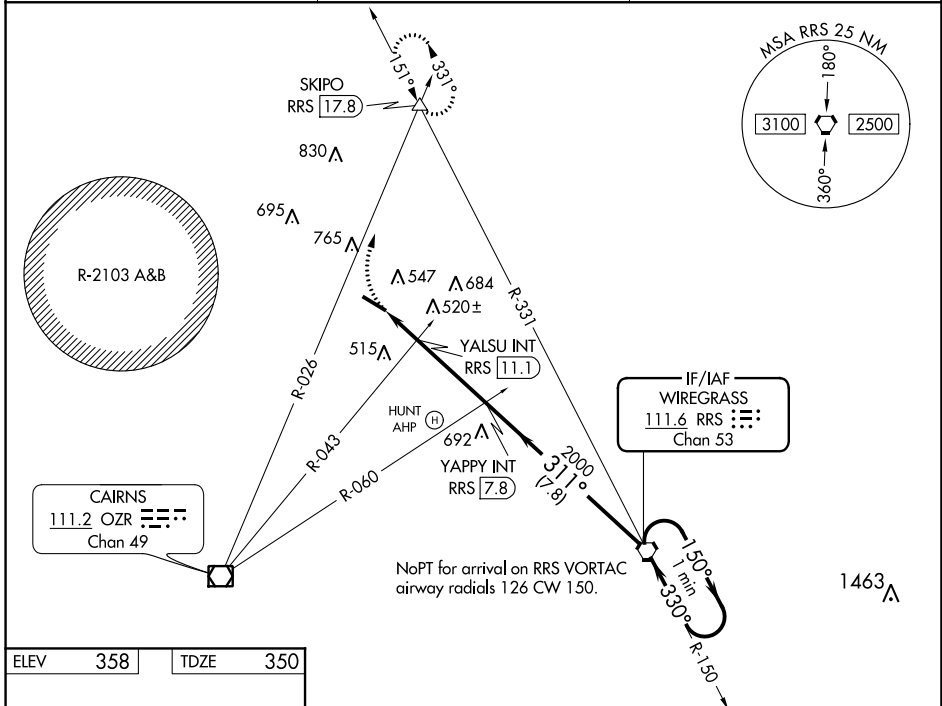 MSA RRS 25 NM
180°
3100
2500
360°
151°
331°
SKIPO
RRS 17.8
830
695
765
R-2103 A&B
547
684
520±
515
YALSU INT
RRS 11.1
R-331
R-026
R-043
R-060
HUNT
AHP H
692
YAPPY INT
RRS 7.8
2000
311°
(7.8)
IF/IAF
WIREGRASS
111.6 RRS
Chan 53
CAIRNS
111.2 OZR
Chan 49
NoPT for arrival on RRS VORTAC
airway radials 126 CW 150.
150°
1 min
330°
R-150
1463
ELEV 358
TDZE 350